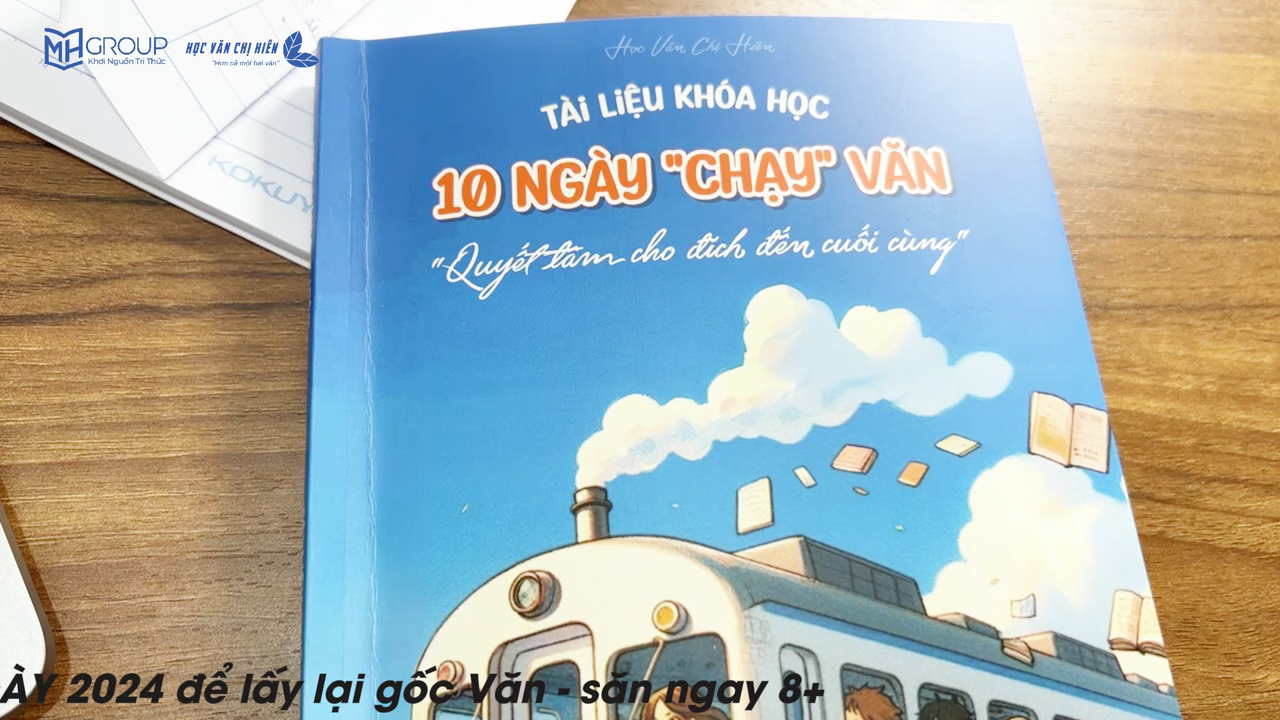 MH GROUP
Khơi Nguồn Tri Thức
HỌC VĂN CHỊ HIÊN
"Hơn cả một bài văn"
KOKUY
Học Văn Chị Hiên
TÀI LIỆU KHÓA HỌC
10 NGÀY "CHẠY" VĂN
"Quyết tâm cho đích đến cuối cùng"
ÀY 2024 để lấy lại gốc Văn - săn ngay 8+